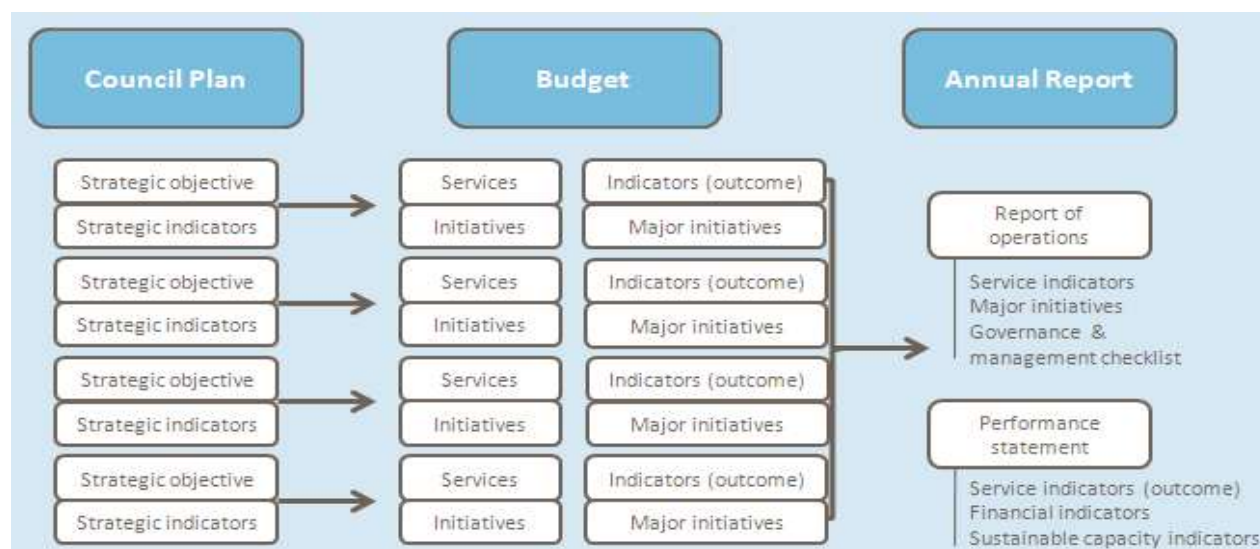 Council Plan
Budget
Annual Report
Strategic objective
Strategic indicators
Services
Initiatives
Indicators (outcome)
Major initiatives
Strategic objective
Strategic indicators
Services
Initiatives
Indicators (outcome)
Major initiatives
Strategic objective
Strategic indicators
Services
Initiatives
Indicators (outcome)
Major initiatives
Strategic objective
Strategic indicators
Services
Initiatives
Indicators (outcome)
Major initiatives
Report of
operations
Service indicators
Major initiatives
Governance &
management checklist
Performance
statement
Service indicators (outcome)
Financial indicators
Sustainable capacity indicators